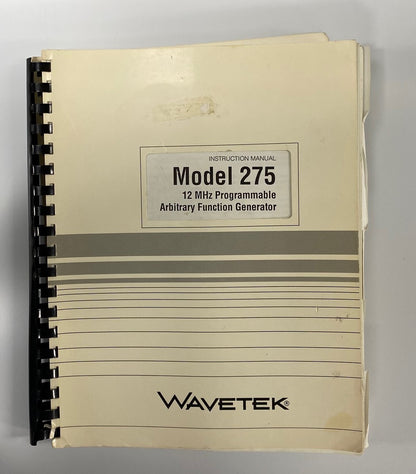 INSTRUCTION MANUAL
Model 275
12 MHz Programmable
Arbitrary Function Generator
WAVETEK®